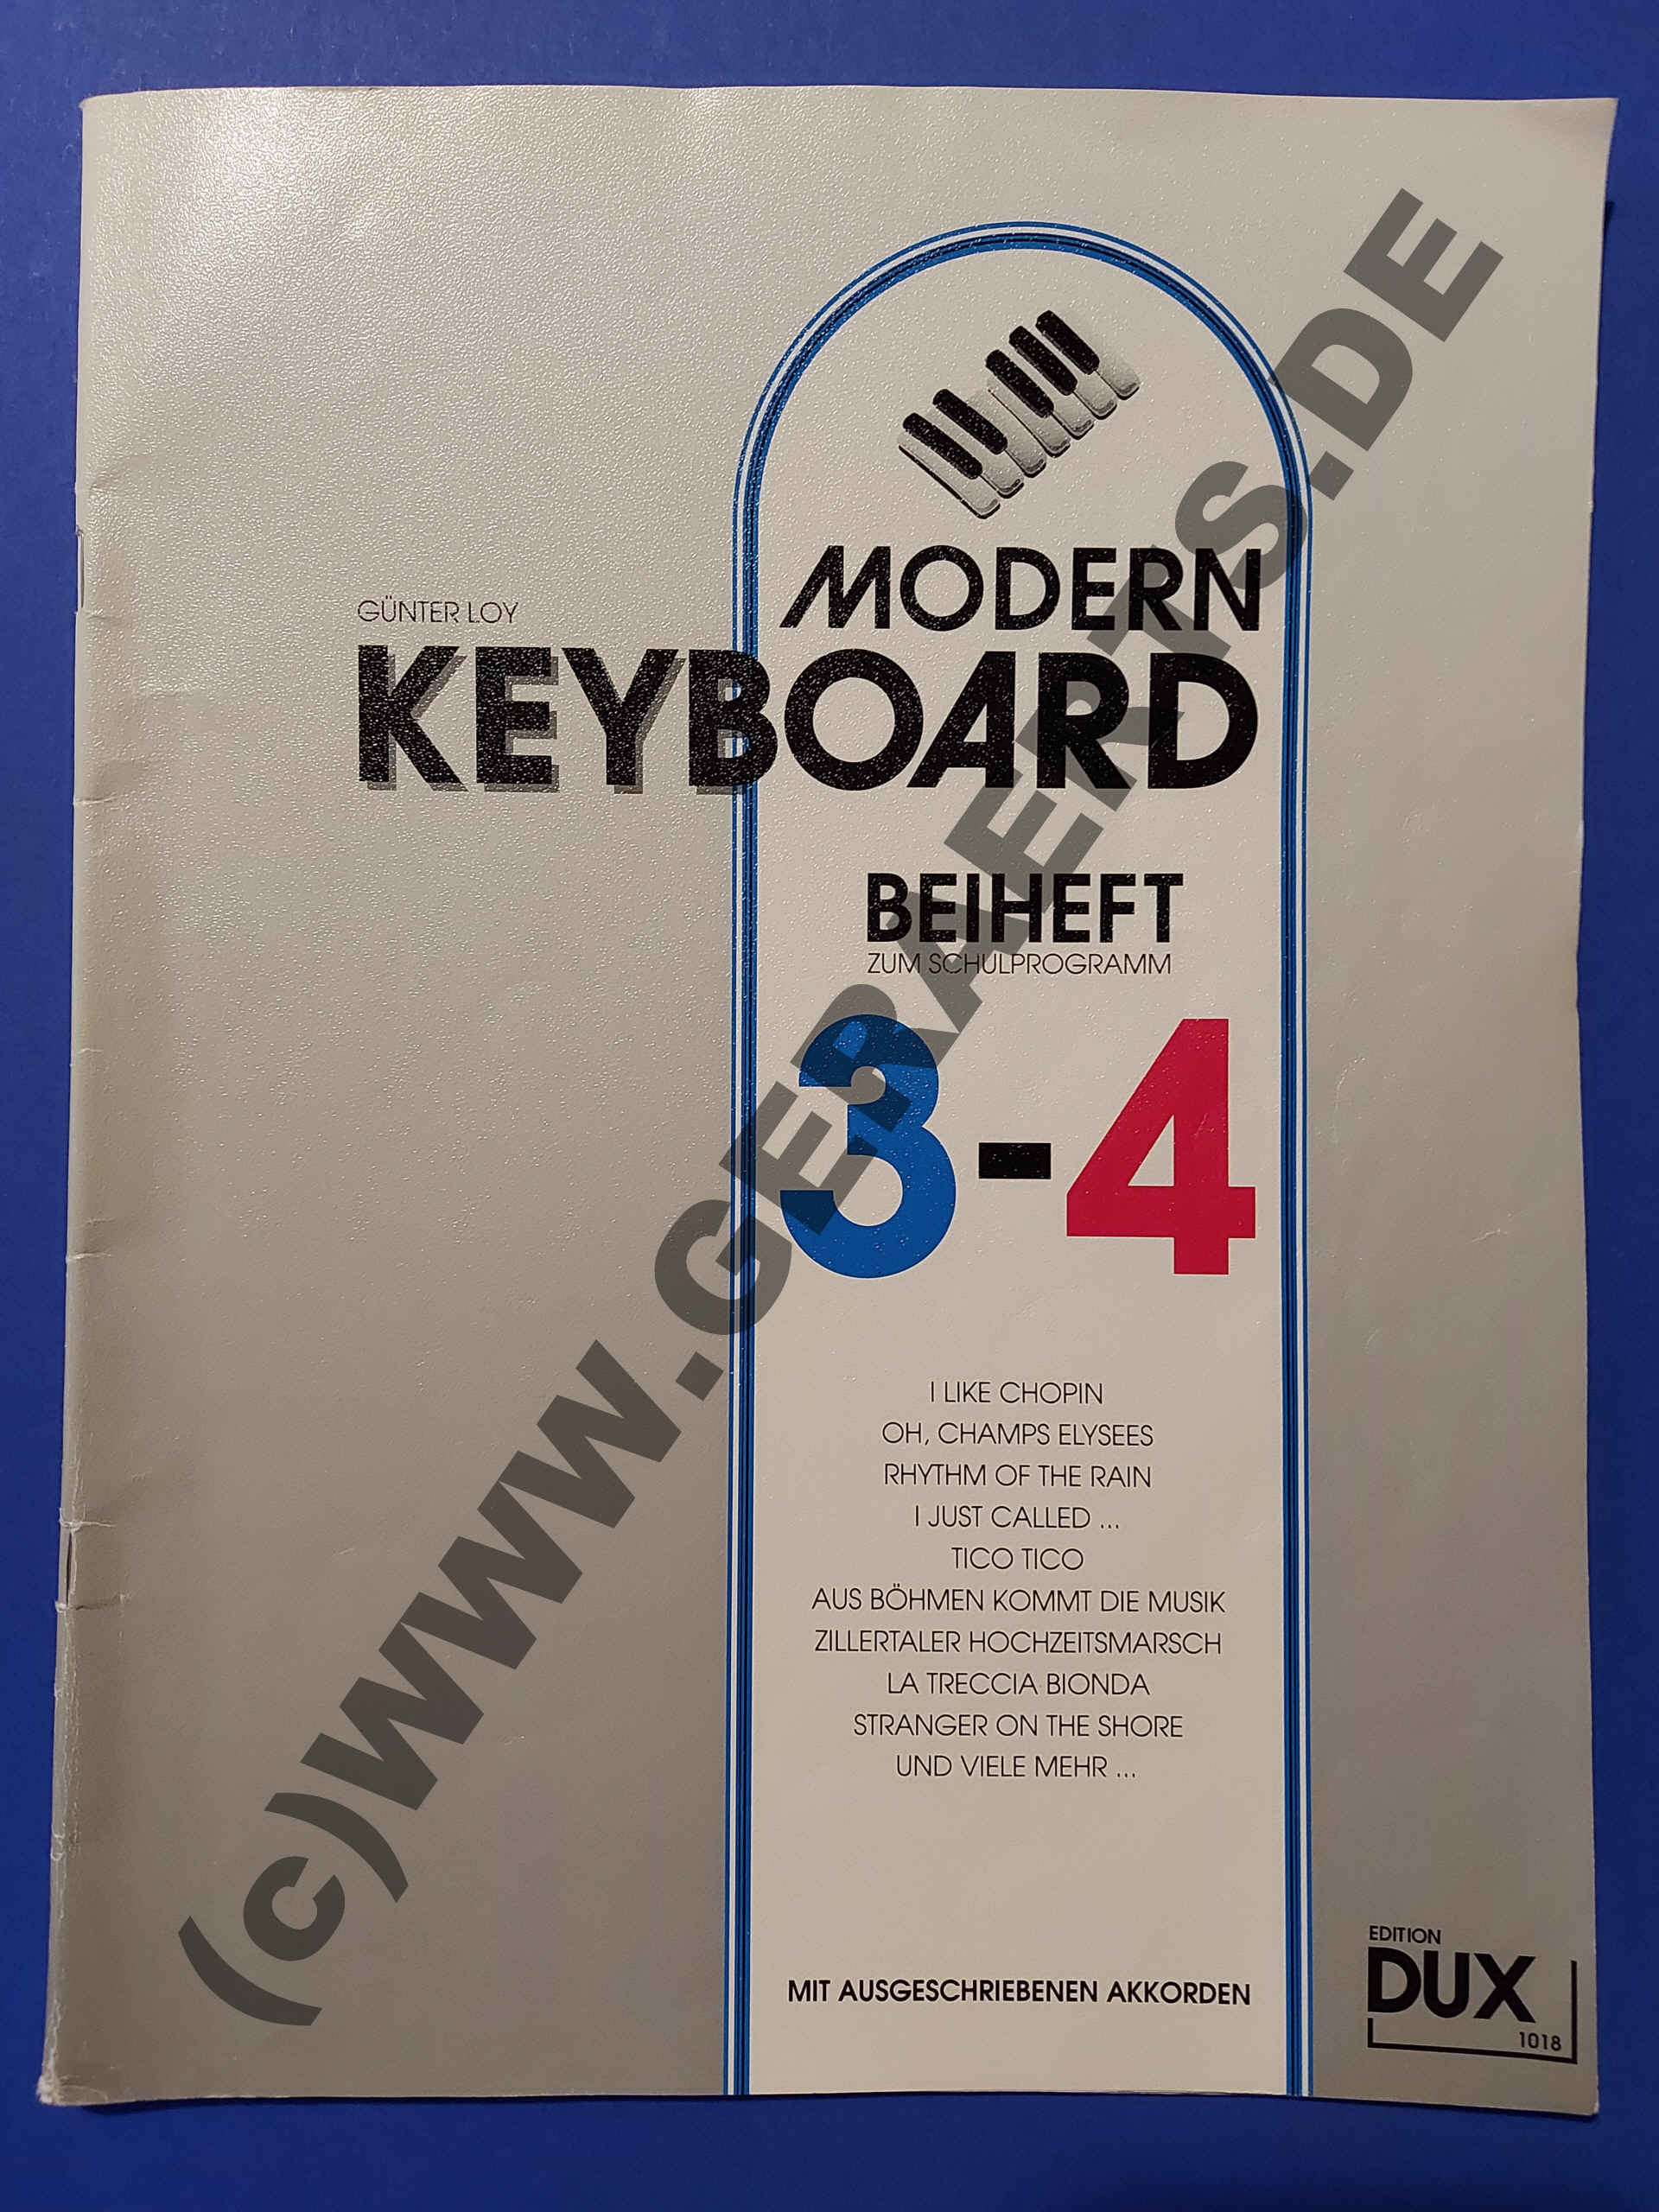 GÜNTER LOY
MODERN
KEYBOARD
BEIHEFT
ZUM SCHULPROGRAMM
3-4
I LIKE CHOPIN
OH, CHAMPS ELYSEES
RHYTHM OF THE RAIN
I JUST CALLED ...
TICO TICO
AUS BÖHMEN KOMMT DIE MUSIK
ZILLERTALER HOCHZEITSMARSCH
LA TRECCIA BIONDA
STRANGER ON THE SHORE
UND VIELE MEHR ...
MIT AUSGESCHRIEBENEN AKKORDEN
EDITION
DUX
1018
(c)WWW.GERAERTS.DE